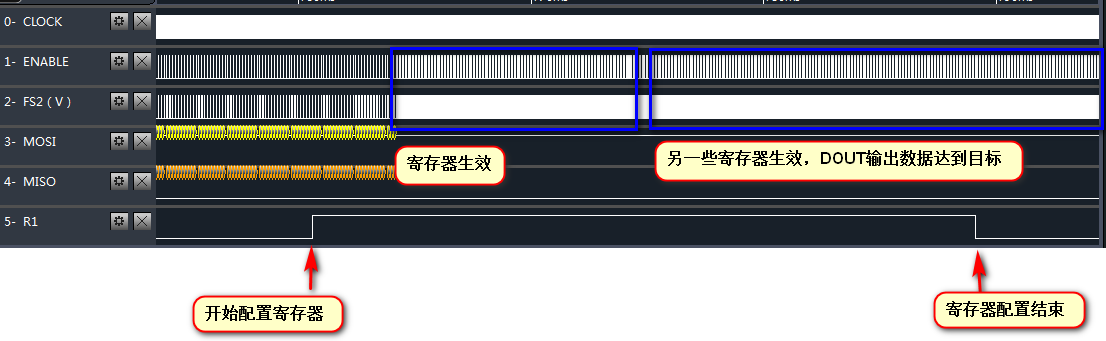 0- CLOCK
1- ENABLE
2- FS2 ( V )
3- MOSI
4- MISO
5- R1
寄存器生效
另一些寄存器生效，DOUT输出数据达到目标
开始配置寄存器
寄存器配置结束